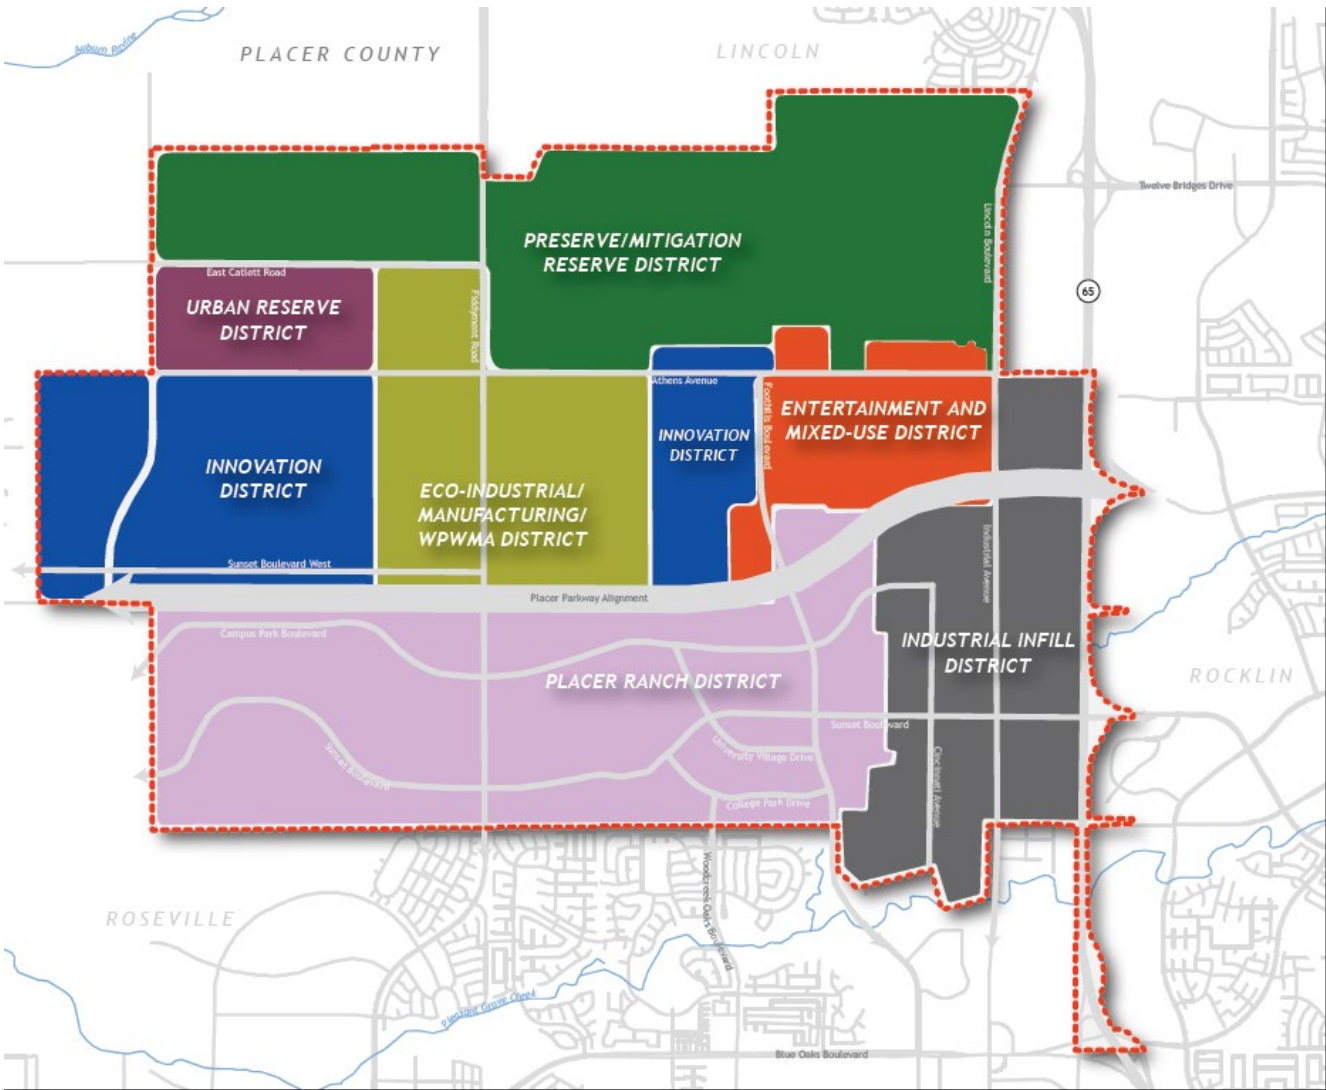 Auburn Ravine
PLACER COUNTY
LINCOLN
Twelve Bridges Drive
Lincoln Boulevard
PRESERVE/MITIGATION
RESERVE DISTRICT
East Catlett Road
65
Fiddyment Road
URBAN RESERVE
DISTRICT
Athens Avenue
Foothills Boulevard
ENTERTAINMENT AND
MIXED-USE DISTRICT
INNOVATION
DISTRICT
INNOVATION
DISTRICT
ECO-INDUSTRIAL/
MANUFACTURING/
WPWMA DISTRICT
Sunset Boulevard West
Industrial Avenue
Placer Parkway Alignment
Campus Park Boulevard
INDUSTRIAL INFILL
DISTRICT
ROCKLIN
PLACER RANCH DISTRICT
Sunset Boulevard
University Village Drive
Sunset Boulevard
Cincinnati Avenue
College Park Drive
Woodcreek Oaks Boulevard
ROSEVILLE
Pleasant Grove Creek
Blue Oaks Boulevard